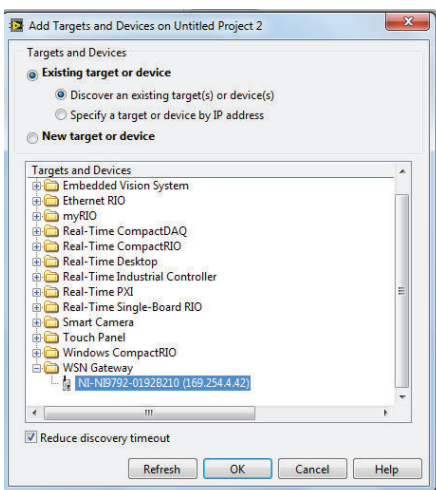 Add Targets and Devices on Untitled Project 2
Targets and Devices
Existing target or device
Discover an existing target(s) or device(s)
Specify a target or device by IP address
New target or device
Targets and Devices
Embedded Vision System
Ethernet RIO
myRIO
Real-Time CompactDAQ
Real-Time CompactRIO
Real-Time Desktop
Real-Time Industrial Controller
Real-Time PXI
Real-Time Single-Board RIO
Smart Camera
Touch Panel
Windows CompactRIO
WSN Gateway
NI-NI9792-0192B210 (169.254.4.42)
Reduce discovery timeout
Refresh OK Cancel Help